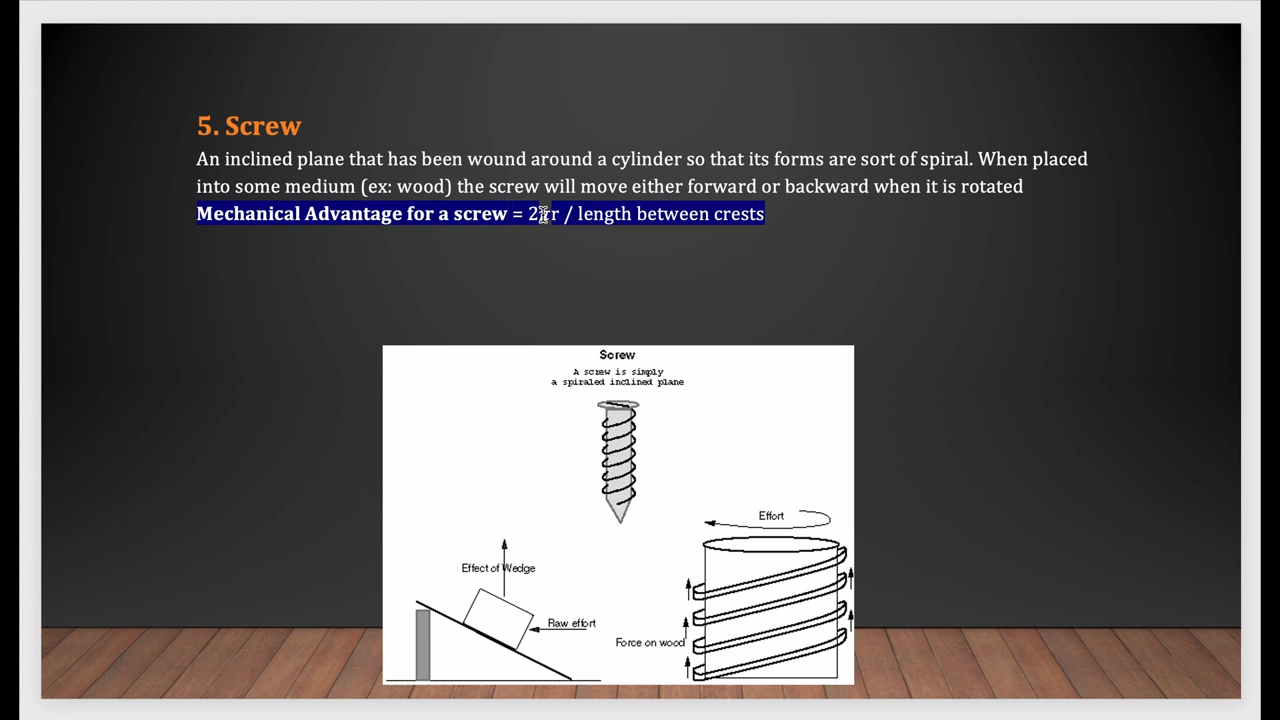 5. Screw
An inclined plane that has been wound around a cylinder so that its forms are sort of spiral. When placed
into some medium (ex: wood) the screw will move either forward or backward when it is rotated
Mechanical Advantage for a screw = 2πr / length between crests
Screw
A screw is simply
a spiraled inclined plane
Effort
Effect of Wedge
Raw effort
Force on wood